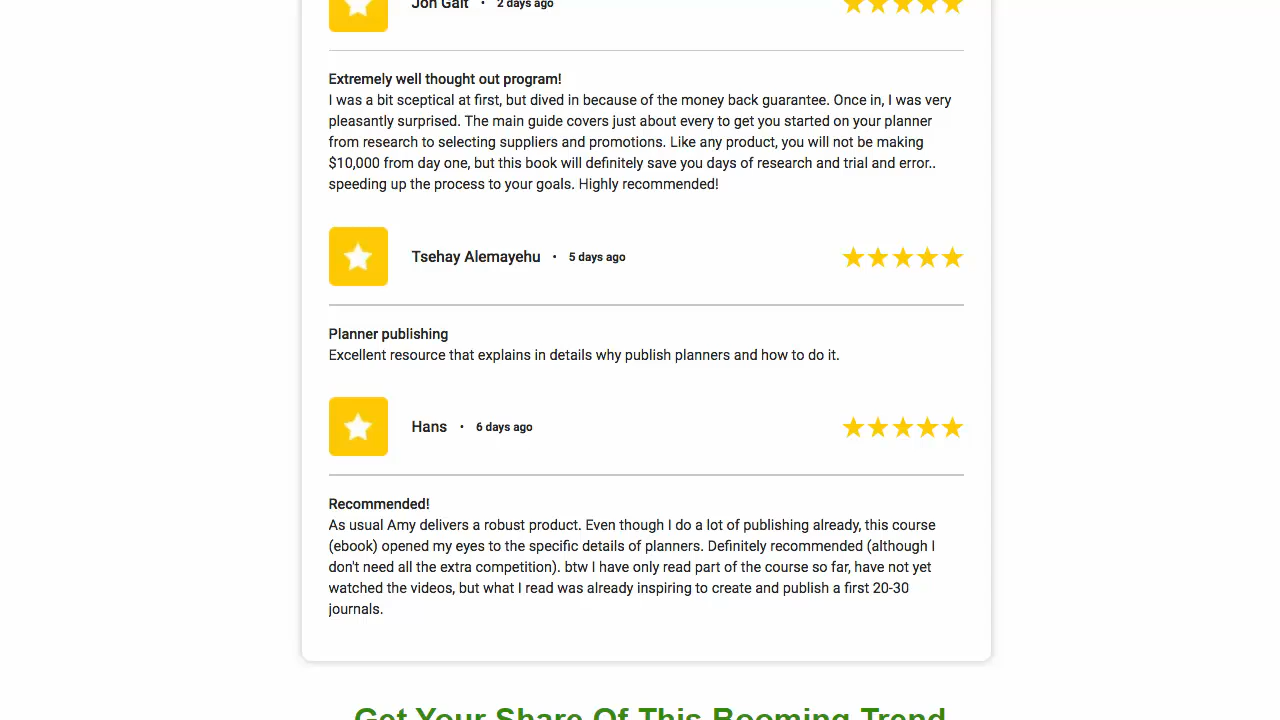 Jon Galt • 2 days ago
Extremely well thought out program!
I was a bit sceptical at first, but dived in because of the money back guarantee. Once in, I was very
pleasantly surprised. The main guide covers just about every to get you started on your planner
from research to selecting suppliers and promotions. Like any product, you will not be making
$10,000 from day one, but this book will definitely save you days of research and trial and error..
speeding up the process to your goals. Highly recommended!
Tsehay Alemayehu • 5 days ago
Planner publishing
Excellent resource that explains in details why publish planners and how to do it.
Hans • 6 days ago
Recommended!
As usual Amy delivers a robust product. Even though I do a lot of publishing already, this course
(ebook) opened my eyes to the specific details of planners. Definitely recommended (although I
don't need all the extra competition). btw I have only read part of the course so far, have not yet
watched the videos, but what I read was already inspiring to create and publish a first 20-30
journals.
Get Your Share Of This Booming Trend